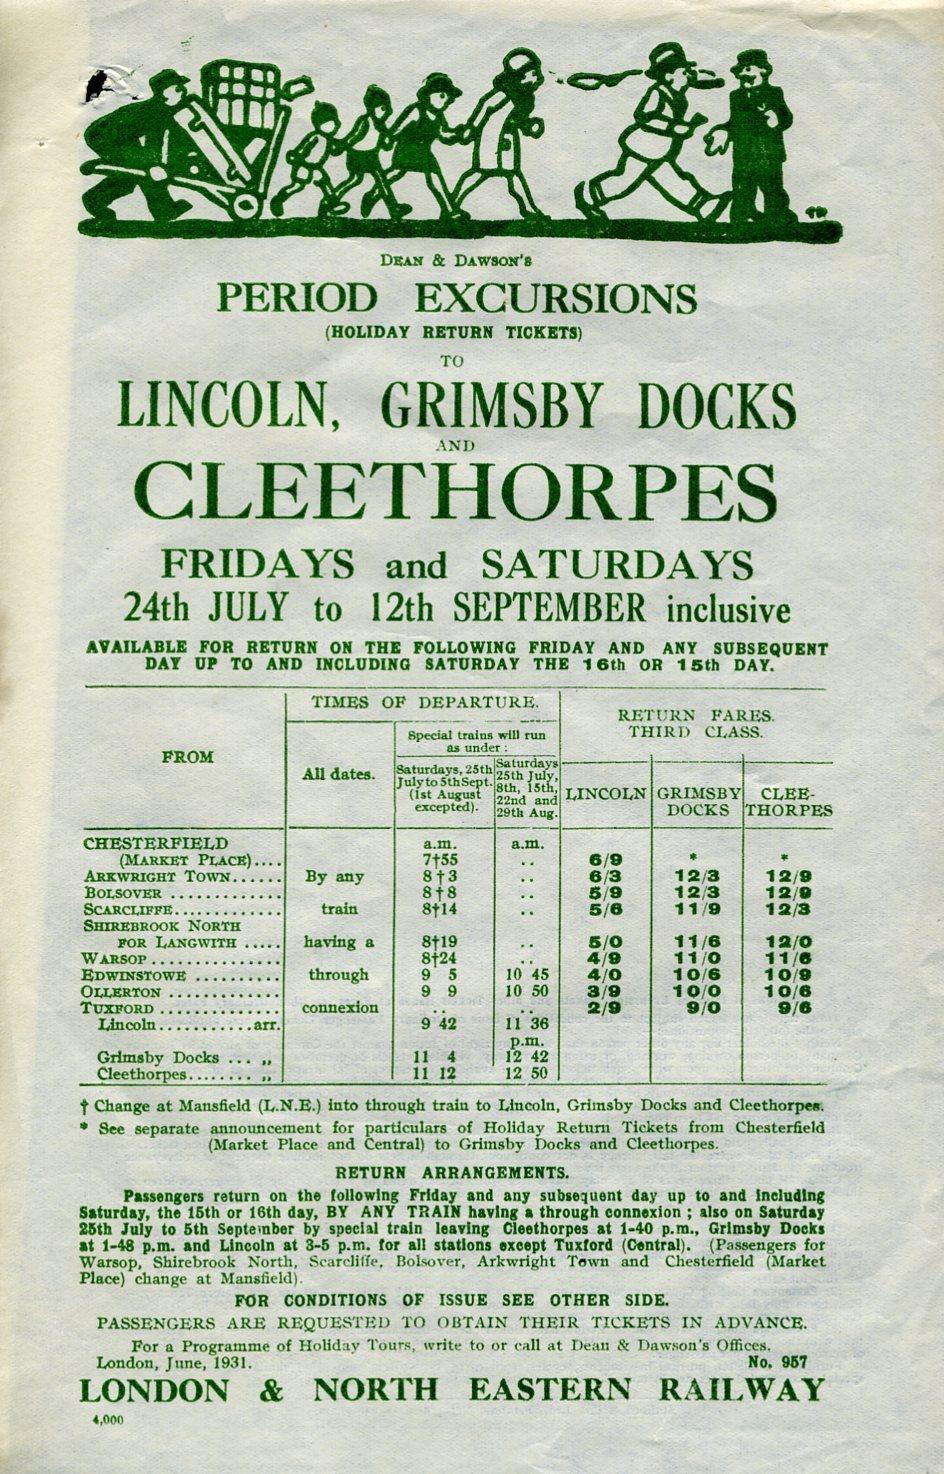 DEAN & DAWSON'S
PERIOD EXCURSIONS
(HOLIDAY RETURN TICKETS)
TO
LINCOLN, GRIMSBY DOCKS
AND
CLEETHORPES
FRIDAYS and SATURDAYS
24th JULY to 12th SEPTEMBER inclusive
AVAILABLE FOR RETURN ON THE FOLLOWING FRIDAY AND ANY SUBSEQUENT
DAY UP TO AND INCLUDING SATURDAY THE 16th OR 15th DAY.
FROM
TIMES OF DEPARTURE.
RETURN FARES.
THIRD CLASS.
All dates.
Special trains will run
as under :
Saturdays, 25th
July to 5th Sept.
(1st August
excepted).
Saturdays
25th July,
8th, 15th,
22nd and
29th Aug.
LINCOLN
GRIMSBY
DOCKS
CLEE-
THORPES
CHESTERFIELD a.m. a.m.
(MARKET PLACE).... 7†55 .. 6/9 * *
ARKWRIGHT TOWN...... By any 8†3 .. 6/3 12/3 12/9
BOLSOVER ............. 8†8 .. 5/9 12/3 12/9
SCARCLIFFE............. train 8†14 .. 5/6 11/9 12/3
SHIREBROOK NORTH
FOR LANGWITH ..... having a 8†19 .. 5/0 11/6 12/0
WARSOP ............... 8†24 .. 4/9 11/0 11/6
EDWINSTOWE .......... through 9 5 10 45 4/0 10/6 10/9
OLLERTON ............. 9 9 10 50 3/9 10/0 10/6
TUXFORD .............. connexion .. .. 2/9 9/0 9/6
Lincoln...........arr. 9 42 11 36
p.m.
Grimsby Docks ... ,, 11 4 12 42
Cleethorpes........ ,, 11 12 12 50
† Change at Mansfield (L.N.E.) into through train to Lincoln, Grimsby Docks and Cleethorpes.
* See separate announcement for particulars of Holiday Return Tickets from Chesterfield
(Market Place and Central) to Grimsby Docks and Cleethorpes.
RETURN ARRANGEMENTS.
Passengers return on the following Friday and any subsequent day up to and including
Saturday, the 15th or 16th day, BY ANY TRAIN having a through connexion ; also on Saturday
25th July to 5th September by special train leaving Cleethorpes at 1-40 p.m., Grimsby Docks
at 1-48 p.m. and Lincoln at 3-5 p.m. for all stations except Tuxford (Central). (Passengers for
Warsop, Shirebrook North, Scarcliffe, Bolsover, Arkwright Town and Chesterfield (Market
Place) change at Mansfield).
FOR CONDITIONS OF ISSUE SEE OTHER SIDE.
PASSENGERS ARE REQUESTED TO OBTAIN THEIR TICKETS IN ADVANCE.
For a Programme of Holiday Tours, write to or call at Dean & Dawson's Offices.
London, June, 1931. No. 957
LONDON & NORTH EASTERN RAILWAY
4,000